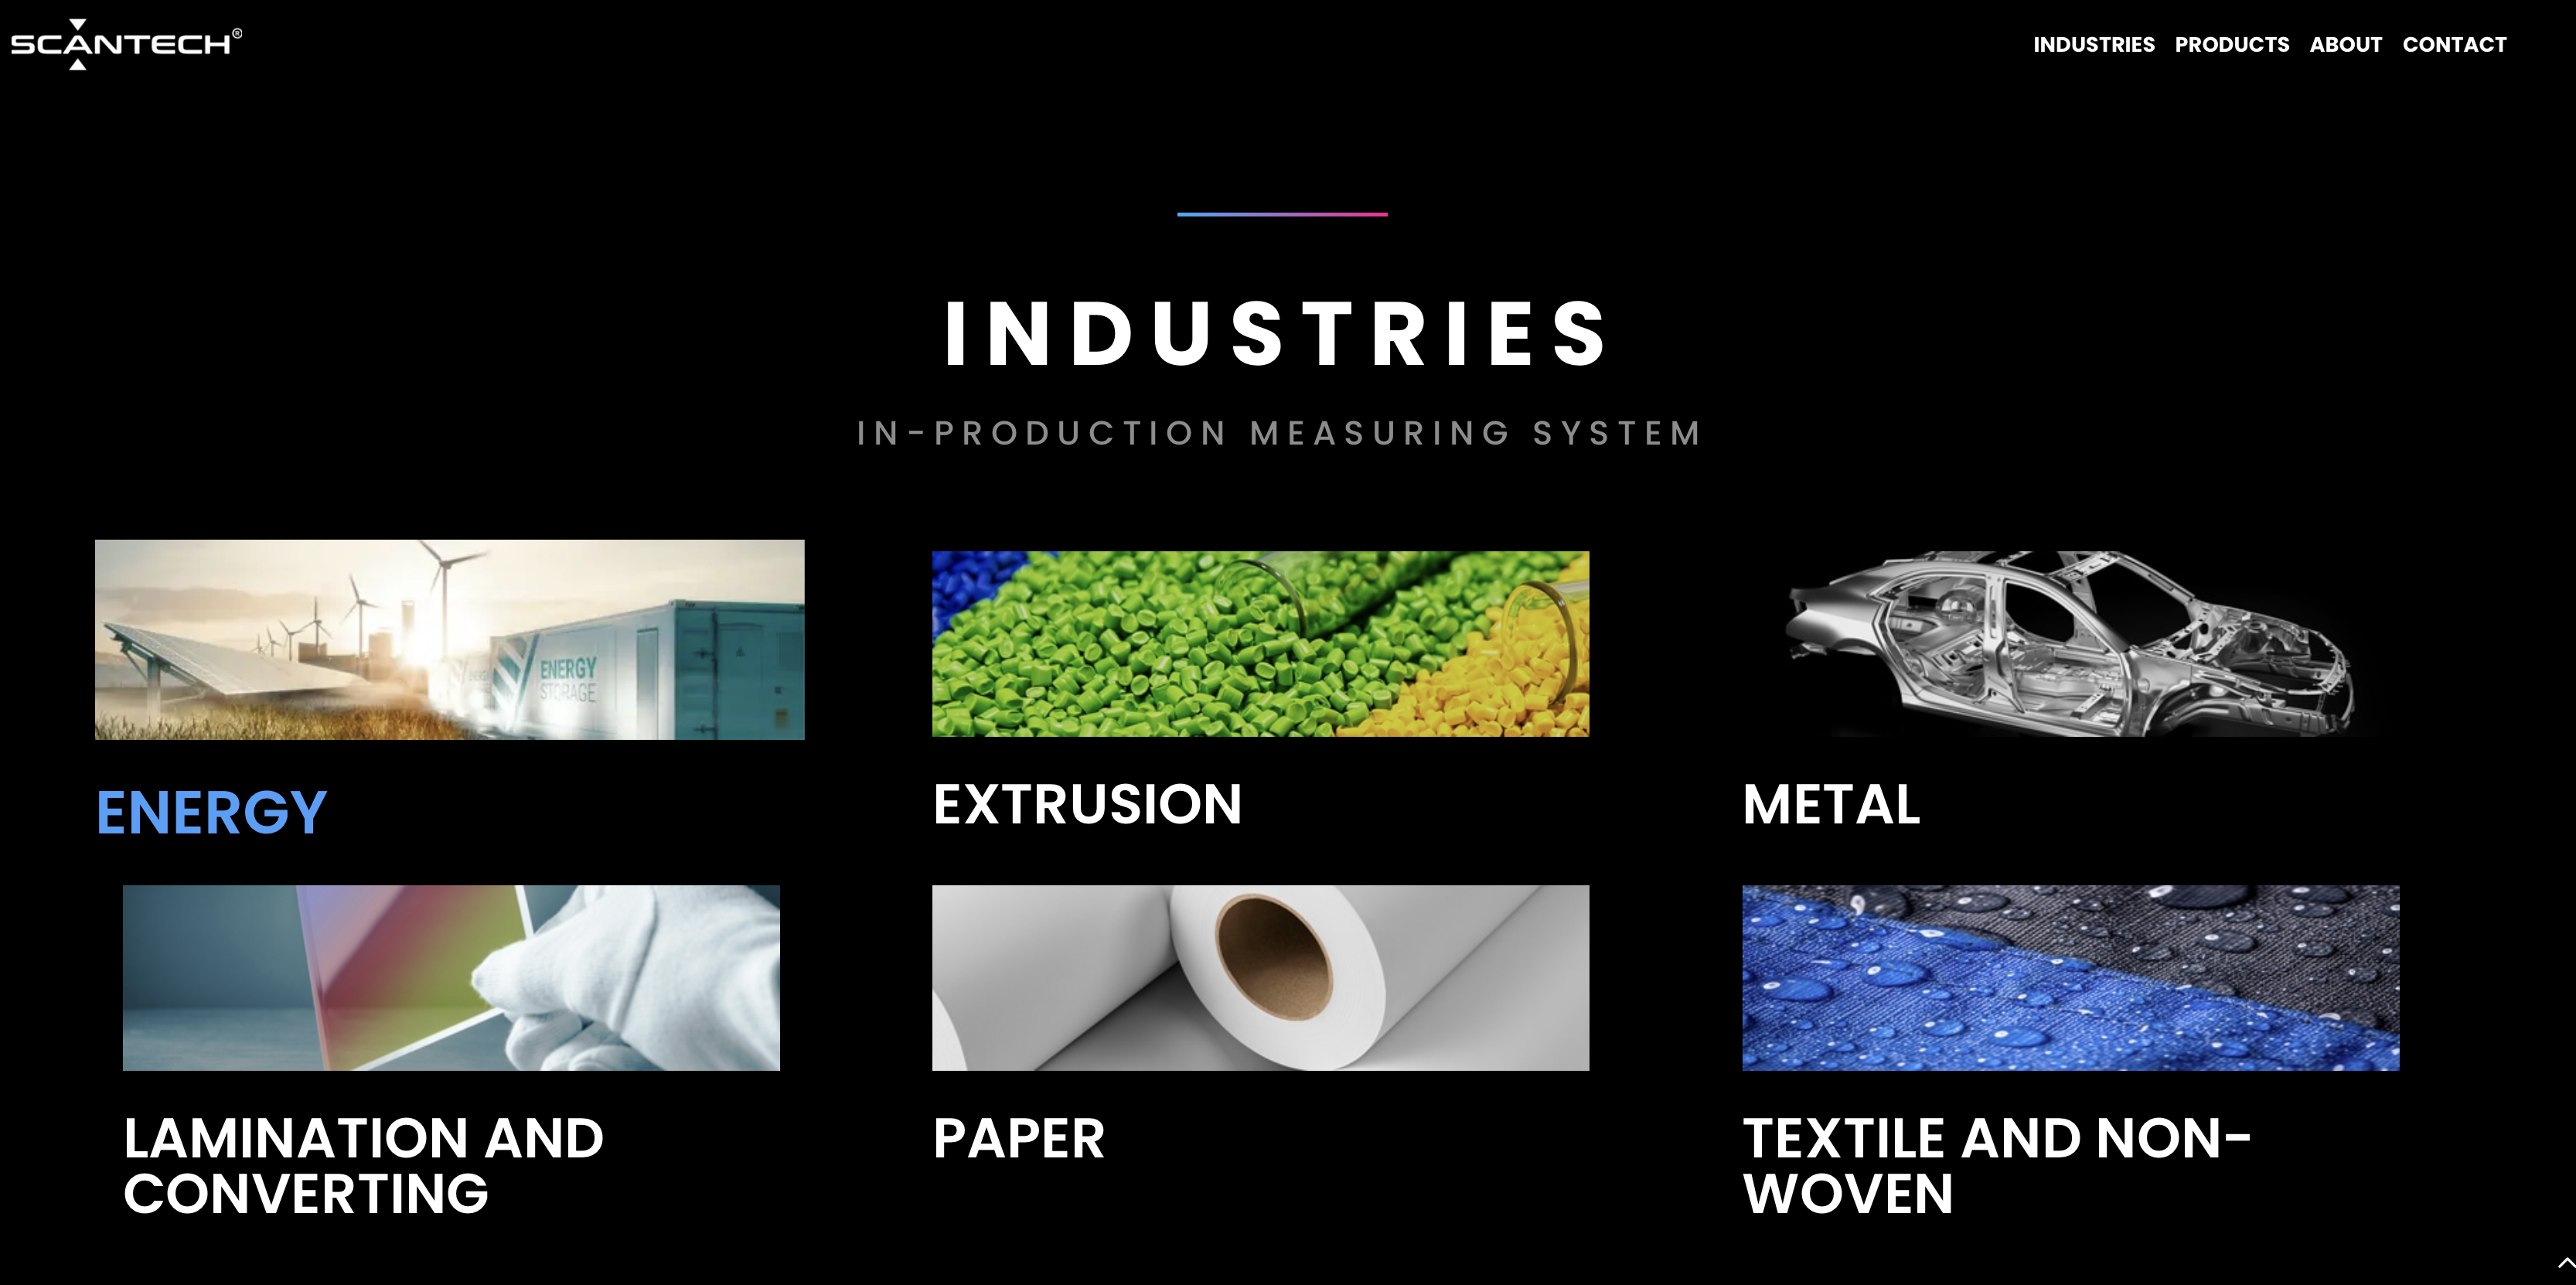 SCANTECH®
INDUSTRIES PRODUCTS ABOUT CONTACT
INDUSTRIES
IN-PRODUCTION MEASURING SYSTEM
ENERGY
STORAGE
ENERGY
EXTRUSION
METAL
LAMINATION AND
CONVERTING
PAPER
TEXTILE AND NON-
WOVEN